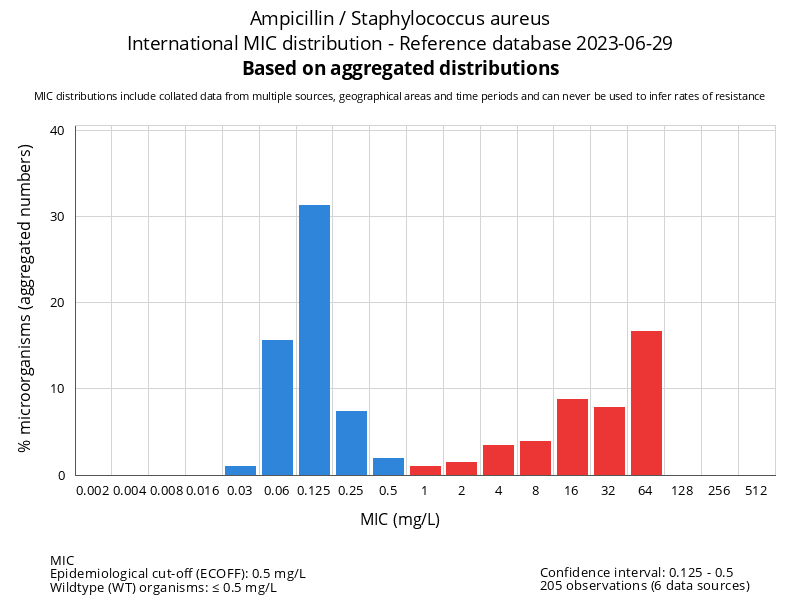 Ampicillin / Staphylococcus aureus
International MIC distribution - Reference database 2023-06-29
Based on aggregated distributions
MIC distributions include collated data from multiple sources, geographical areas and time periods and can never be used to infer rates of resistance
% microorganisms (aggregated numbers)
40
30
20
10
0
0.002 0.004 0.008 0.016 0.03 0.06 0.125 0.25 0.5 1 2 4 8 16 32 64 128 256 512
MIC (mg/L)
MIC
Epidemiological cut-off (ECOFF): 0.5 mg/L
Wildtype (WT) organisms: ≤ 0.5 mg/L
Confidence interval: 0.125 - 0.5
205 observations (6 data sources)